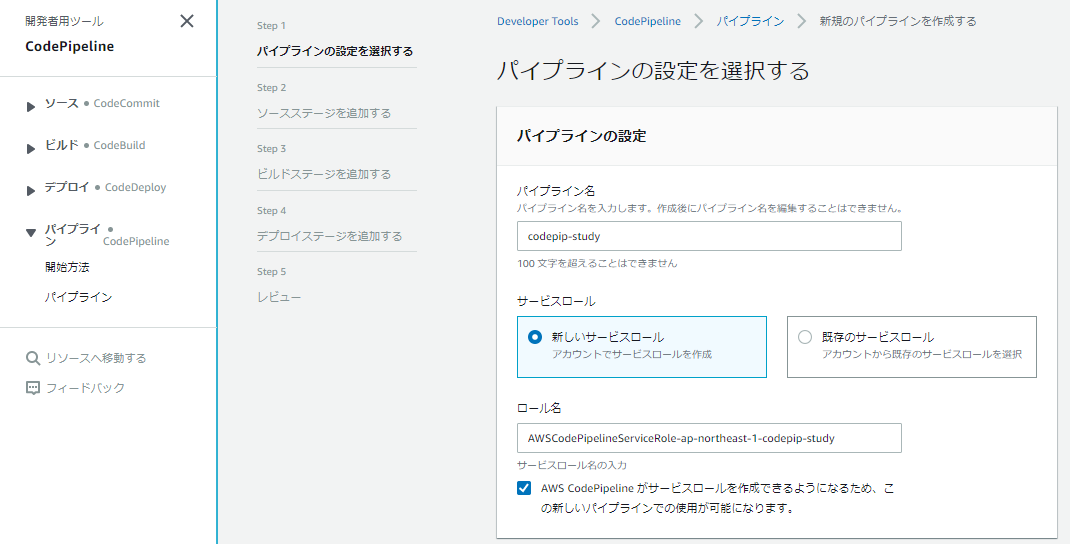 開発者用ツール
CodePipeline
ソース ● CodeCommit
ビルド ● CodeBuild
デプロイ ● CodeDeploy
パイプライ
ン ● CodePipeline
開始方法
パイプライン
リソースへ移動する
フィードバック
Step 1
パイプラインの設定を選択する
Step 2
ソースステージを追加する
Step 3
ビルドステージを追加する
Step 4
デプロイステージを追加する
Step 5
レビュー
Developer Tools > CodePipeline > パイプライン > 新規のパイプラインを作成する
パイプラインの設定を選択する
パイプラインの設定
パイプライン名
パイプライン名を入力します。作成後にパイプライン名を編集することはできません。
codepip-study
100 文字を超えることはできません
サービスロール
新しいサービスロール
アカウントでサービスロールを作成
既存のサービスロール
アカウントから既存のサービスロールを選択
ロール名
AWSCodePipelineServiceRole-ap-northeast-1-codepip-study
サービスロール名の入力
AWS CodePipeline がサービスロールを作成できるようになるため、こ
の新しいパイプラインでの使用が可能になります。